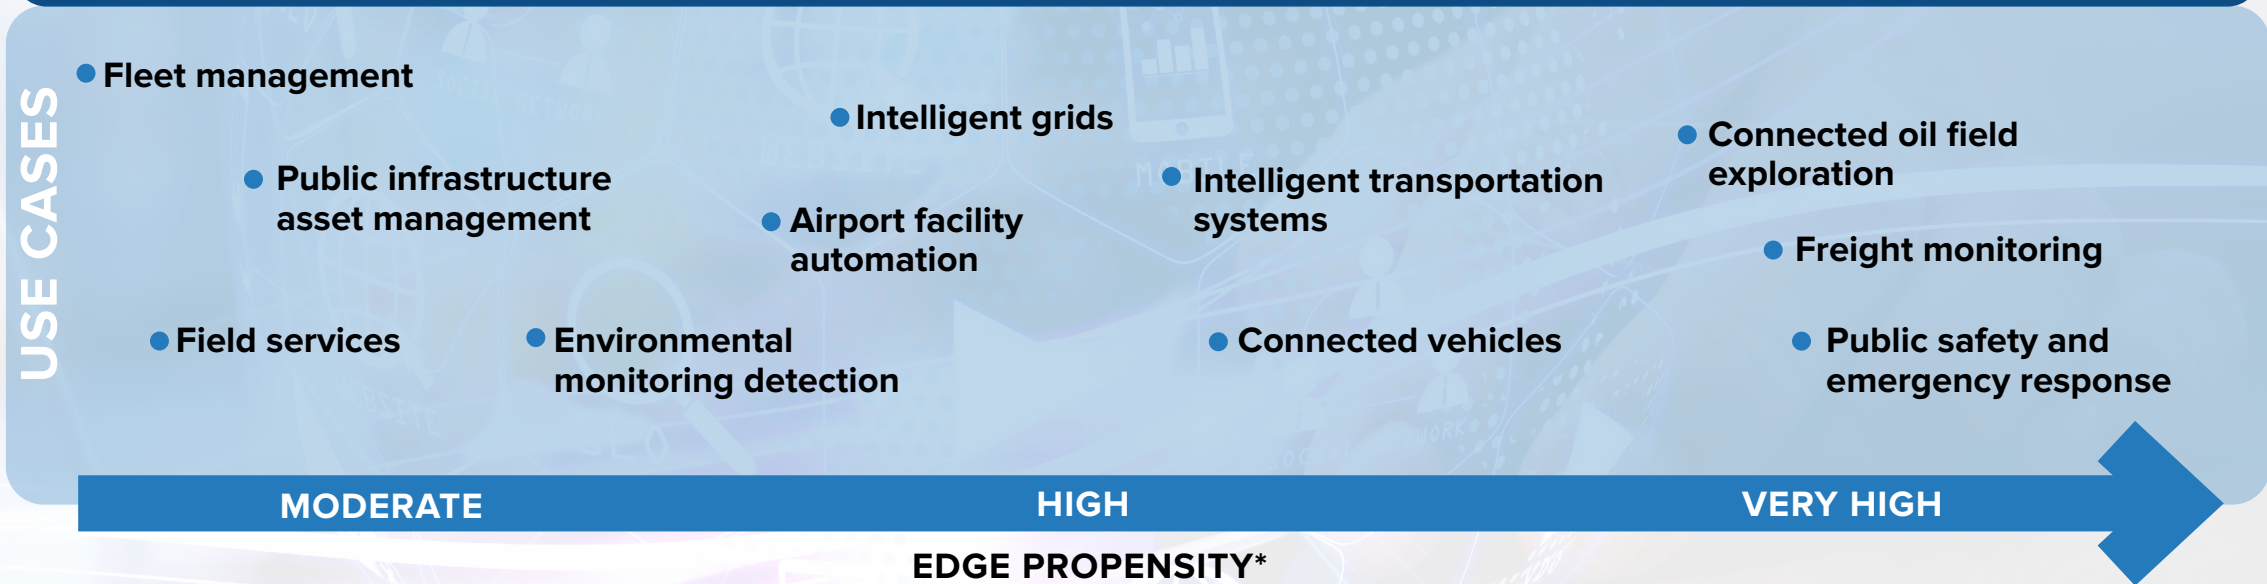 USE CASES
Fleet management
Intelligent grids
Connected oil field
exploration
Public infrastructure
asset management
Intelligent transportation
systems
Airport facility
automation
Freight monitoring
Field services
Environmental
monitoring detection
Connected vehicles
Public safety and
emergency response
MODERATE
HIGH
VERY HIGH
EDGE PROPENSITY*
MOBILE
WEBSITE